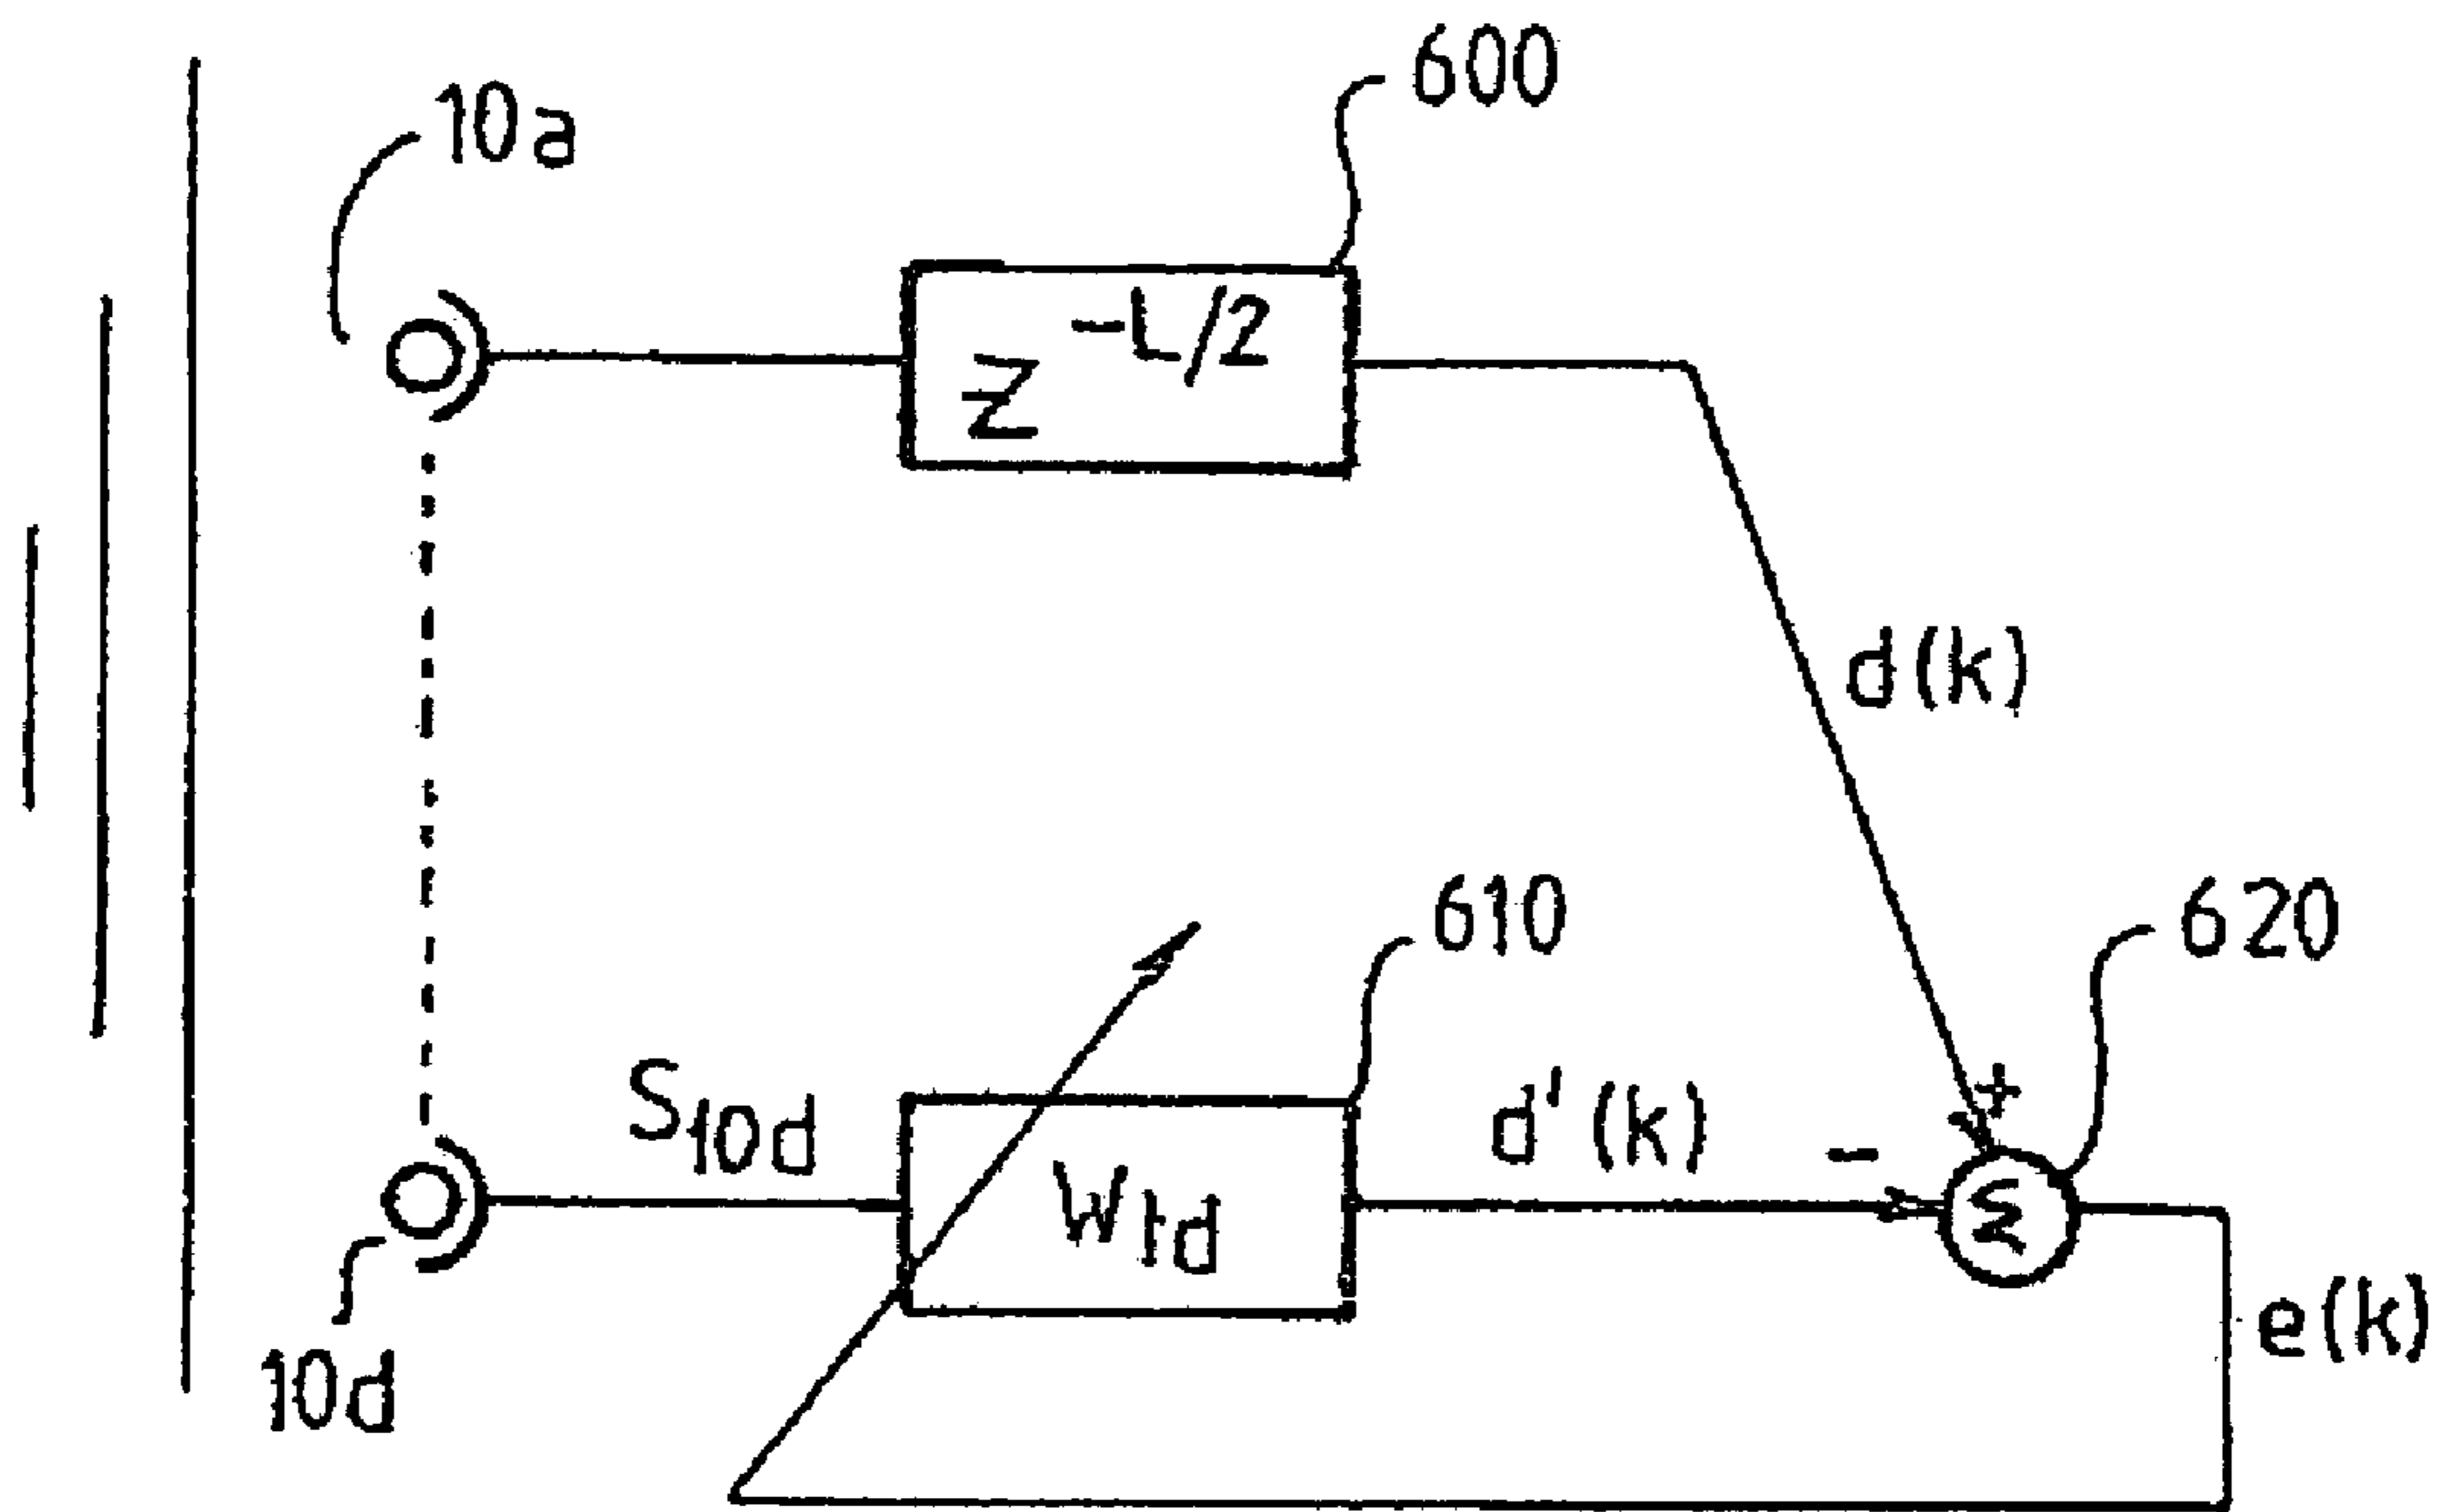 600
10a
Z^-L/2
d(k)
610
620
S10d
d'(k)
+
-
W1d
Σ
e(k)
10d